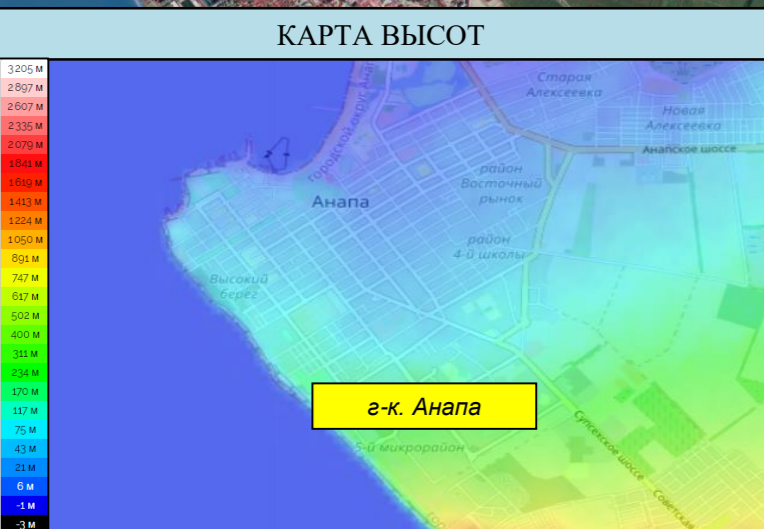 КАРТА ВЫСОТ
3205 м
2897 м
2607 м
2335 м
2079 м
1841 м
1619 м
1413 м
1224 м
1050 м
891 м
747 м
617 м
502 м
400 м
311 м
234 м
170 м
117 м
75 м
43 м
21 м
6 м
-1 м
-3 м
Старая
Алексеевка
Новая
Алексеевка
Анапское шоссе
Городской округ Анапа
район
Восточный
рынок
Анапа
район
4-й школы
Высокий
берег
г-к. Анапа
5-й микрорайон
Супсехское шоссе
Советская